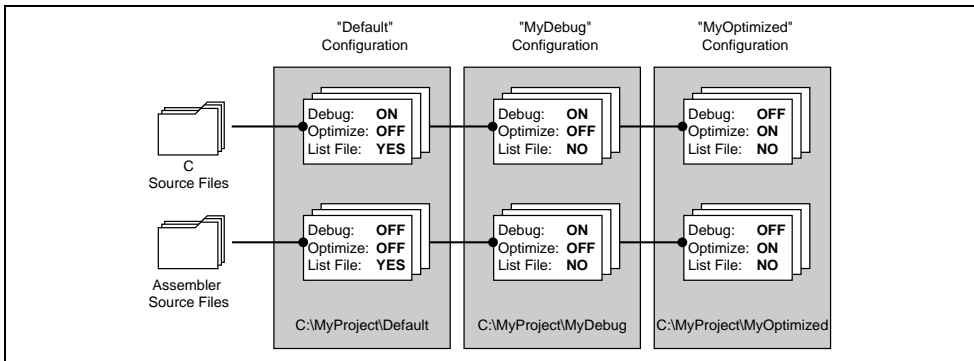 "Default"
Configuration
"MyDebug"
Configuration
"MyOptimized"
Configuration
C
Source Files
Debug: ON
Optimize: OFF
List File: YES
Debug: ON
Optimize: OFF
List File: NO
Debug: OFF
Optimize: ON
List File: NO
Assembler
Source Files
Debug: OFF
Optimize: OFF
List File: YES
Debug: ON
Optimize: OFF
List File: NO
Debug: OFF
Optimize: ON
List File: NO
C:\MyProject\Default
C:\MyProject\MyDebug
C:\MyProject\MyOptimized